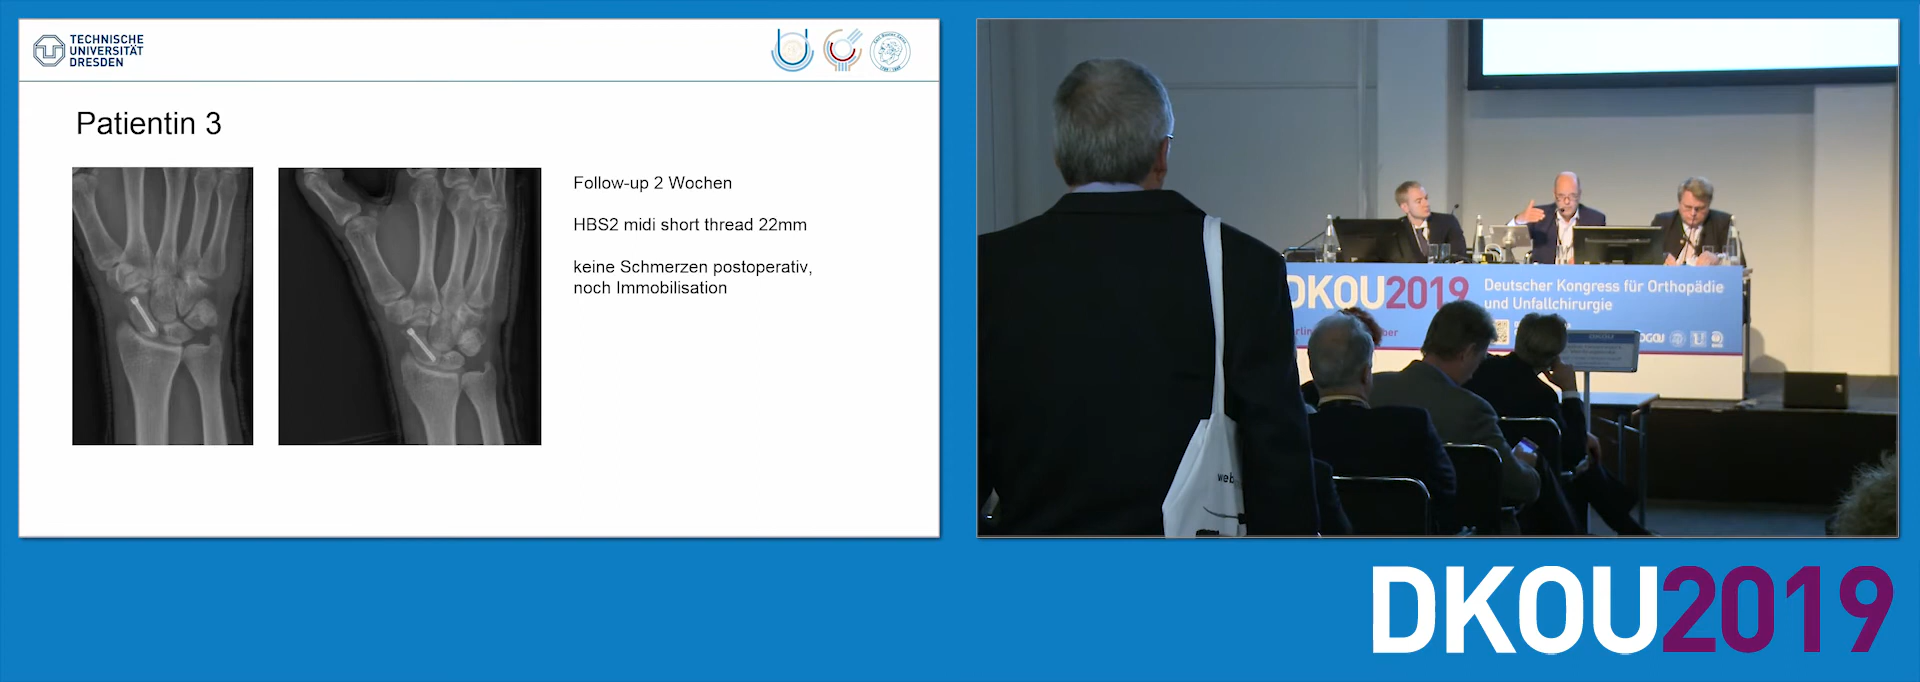 TECHNISCHE
UNIVERSITÄT
DRESDEN
Patientin 3
Follow-up 2 Wochen
HBS2 midi short thread 22mm
keine Schmerzen postoperativ,
noch Immobilisation
DKOU2019
Deutscher Kongress für Orthopädie
und Unfallchirurgie
DKOU2019